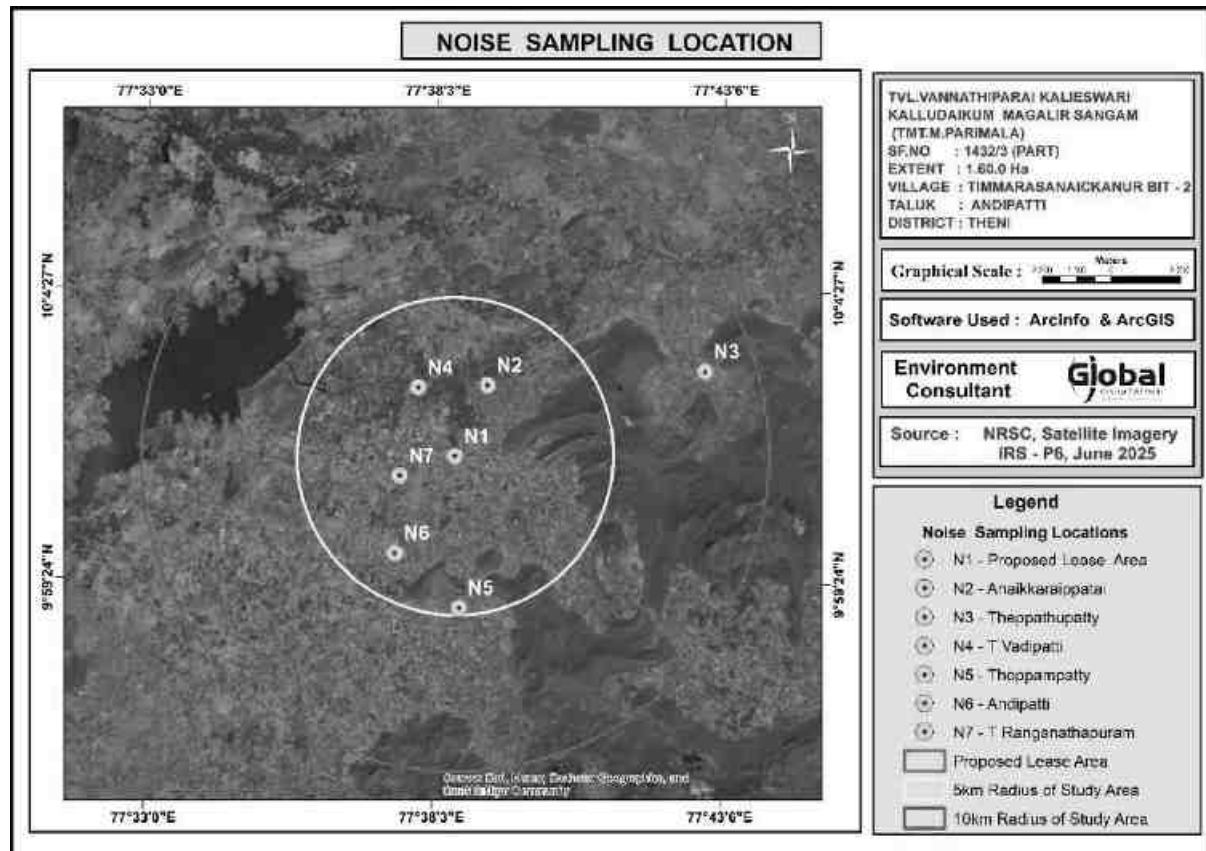 NOISE SAMPLING LOCATION
77°33'0"E
77°38'3"E
77°43'6"E
10°4'27"N
10°4'27"N
N4
N2
N3
N1
N7
N6
N5
9°59'24"N
9°59'24"N
77°33'0"E
77°38'3"E
77°43'6"E
TVL.VANNATHIPARAI KALIESWARI
KALLUDAIKUM MAGALIR SANGAM
(TMT.M.PARIMALA)
SF.NO : 1432/3 (PART)
EXTENT : 1.60.0 Ha
VILLAGE : TIMMARASANAICKANUR BIT - 2
TALUK : ANDIPATTI
DISTRICT : THENI
Graphical Scale :
Meters
Software Used : Arcinfo & ArcGIS
Environment
Consultant
Global
Source : NRSC, Satellite Imagery
IRS - P6, June 2025
Legend
Noise Sampling Locations
N1 - Proposed Lease Area
N2 - Anaikkaraippatai
N3 - Theppathupatty
N4 - T Vadipatti
N5 - Thoppampatty
N6 - Andipatti
N7 - T Ranganathapuram
Proposed Lease Area
5km Radius of Study Area
10km Radius of Study Area